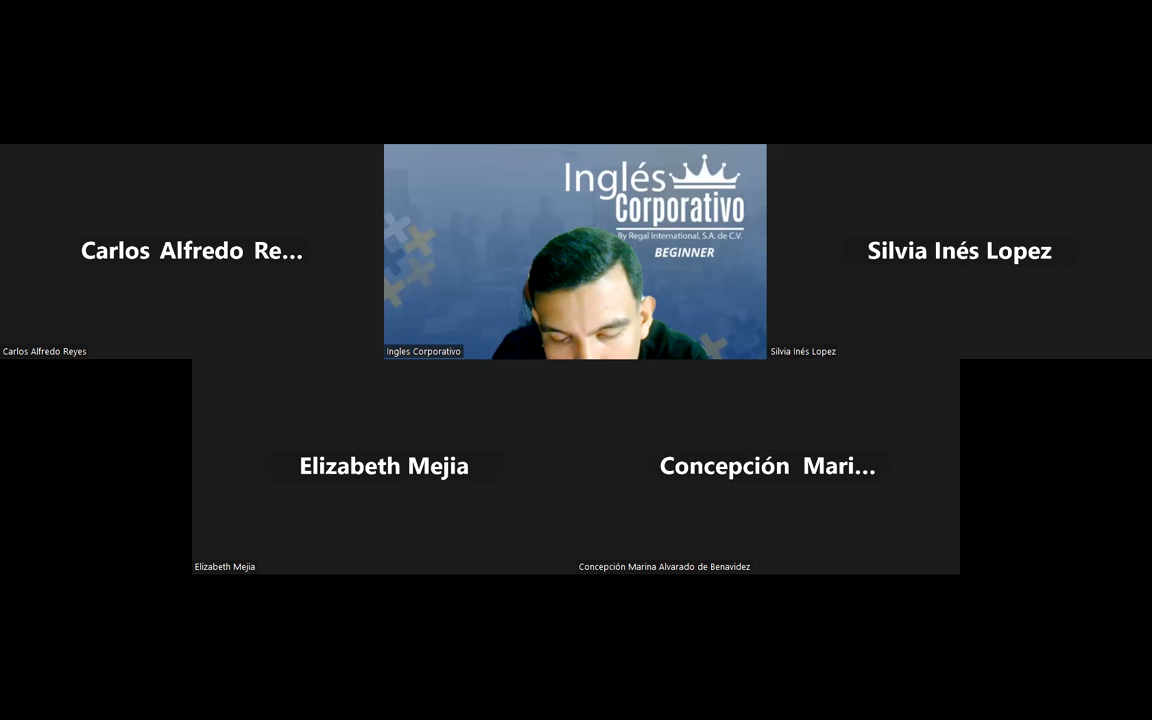 Carlos Alfredo Re...
Carlos Alfredo Reyes
Inglés
Corporativo
By Regal International, S.A. de C.V.
BEGINNER
Ingles Corporativo
Silvia Inés Lopez
Silvia Inés Lopez
Elizabeth Mejia
Elizabeth Mejia
Concepción Mari...
Concepción Marina Alvarado de Benavidez